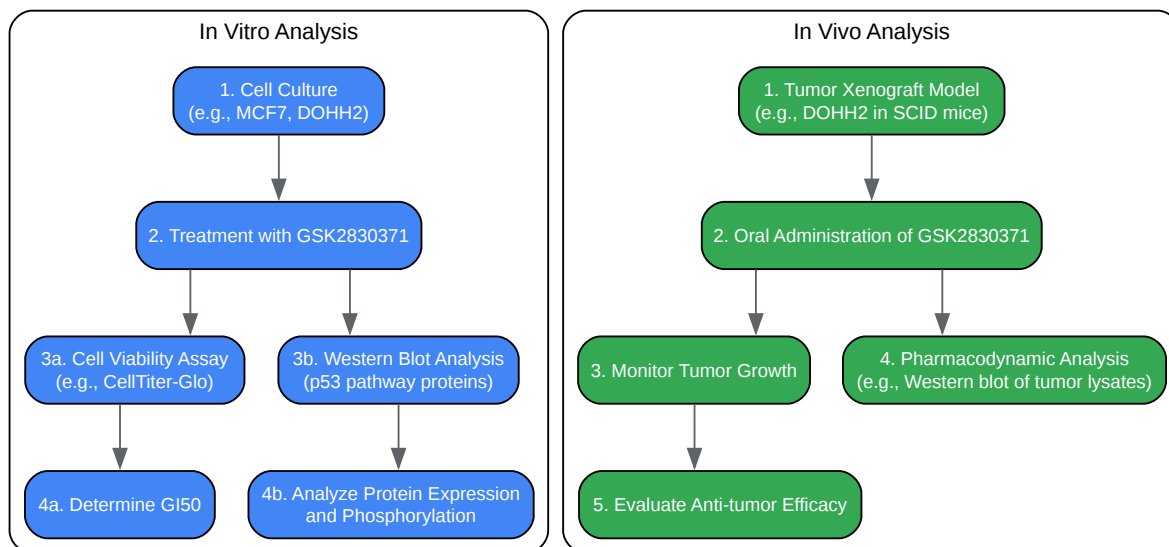 In Vitro Analysis
1. Cell Culture
(e.g., MCF7, DOHH2)
2. Treatment with GSK2830371
3a. Cell Viability Assay
(e.g., CellTiter-Glo)
3b. Western Blot Analysis
(p53 pathway proteins)
4a. Determine GI50
4b. Analyze Protein Expression
and Phosphorylation
In Vivo Analysis
1. Tumor Xenograft Model
(e.g., DOHH2 in SCID mice)
2. Oral Administration of GSK2830371
3. Monitor Tumor Growth
4. Pharmacodynamic Analysis
(e.g., Western blot of tumor lysates)
5. Evaluate Anti-tumor Efficacy